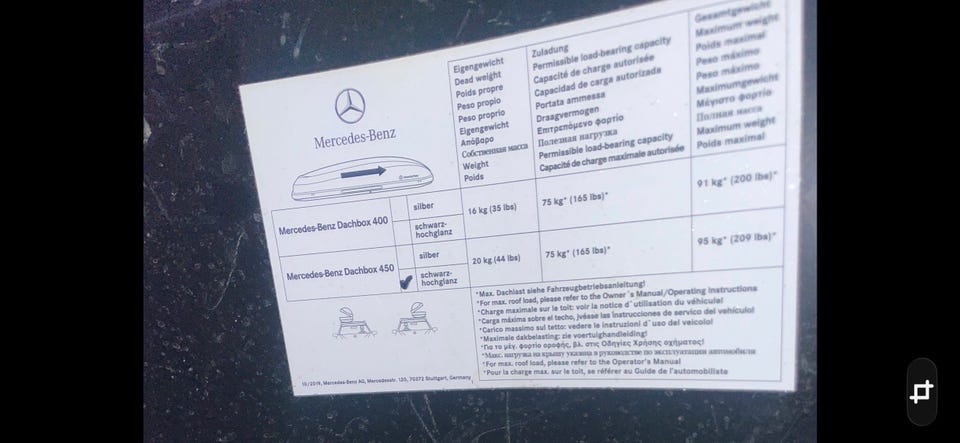 Mercedes-Benz
Eigengewicht
Dead weight
Poids propre
Peso propio
Peso proprio
Eigengewicht
Απόβαρο
Собственная масса
Weight
Poids
Zuladung
Permissible load-bearing capacity
Capacité de charge autorisée
Capacidad de carga autorizada
Portata ammessa
Draagvermogen
Επιτρεπόμενο φορτίο
Полезная нагрузка
Permissible load-bearing capacity
Capacité de charge maximale autorisée
Gesamtgewicht
Maximum weight
Poids maximal
Peso máximo
Peso máximo
Maximumgewicht
Μέγιστο φορτίο
Полная масса
Maximum weight
Poids maximal
Mercedes-Benz Dachbox 400
silber
schwarz-
hochglanz
16 kg (35 lbs)
75 kg* (165 lbs)*
91 kg* (200 lbs)*
Mercedes-Benz Dachbox 450
silber
schwarz-
hochglanz
20 kg (44 lbs)
75 kg* (165 lbs)*
95 kg* (209 lbs)*
*Max. Dachlast siehe Fahrzeugbetriebsanleitung!
*For max. roof load, please refer to the Owner´s Manual/Operating Instructions
*Charge maximale sur le toit: voir la notice d´utilisation du véhicule!
*Carga máxima sobre el techo, ¡véase las instrucciones de servicio del vehículo!
*Carico massimo sul tetto: vedere le instruzioni d´uso del veicolo!
*Maximale dakbelasting: zie voertuighandleiding!
*Για το μέγ. φορτίο οροφής, βλ. στις Οδηγίες Χρήσης οχήματος!
*Макс. нагрузка на крышу указана в руководстве по эксплуатации автомобиля
*For max. roof load, please refer to the Operator's Manual
*Pour la charge max. sur le toit, se référer au Guide de l'automobiliste
10/2019, Mercedes-Benz AG, Mercedesstr. 120, 70372 Stuttgart, Germany